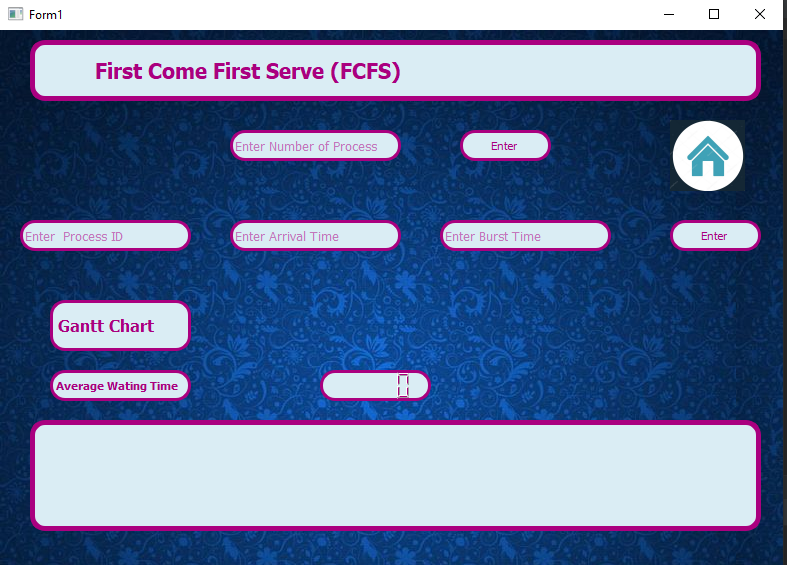 Form1
First Come First Serve (FCFS)
Enter Number of Process
Enter
Enter  Process ID
Enter Arrival Time
Enter Burst Time
Enter
Gantt Chart
Average Wating Time
0